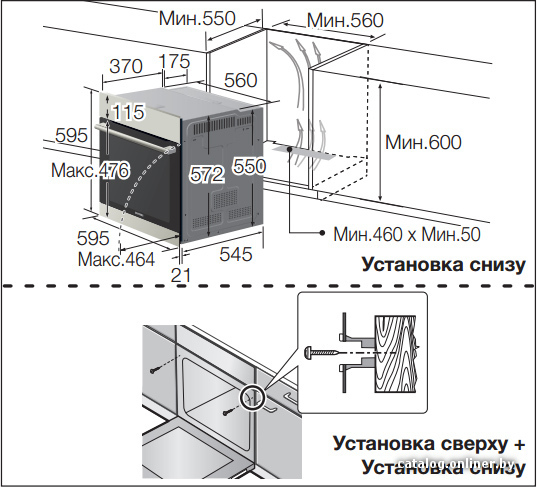 Мин.550
Мин.560
370
175
560
115
595
Макс.476
572
550
Мин.600
595
Макс.464
21
545
Мин.460 x Мин.50
Установка снизу
Установка сверху +
Установка снизу
catalog.onliner.by